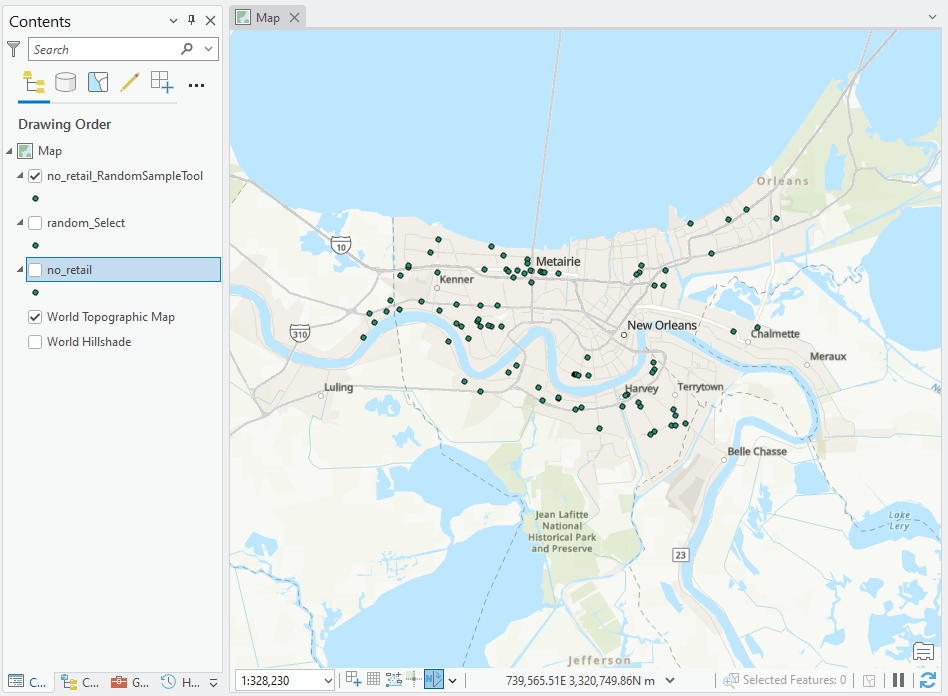 Contents
Search
Drawing Order
Map
no_retail_RandomSampleTool
random_Select
no_retail
World Topographic Map
World Hillshade
C...
C...
G...
H...
Map
Orleans
10
Metairie
Kenner
310
New Orleans
Chalmette
Meraux
Luling
Harvey
Terrytown
Belle Chasse
Jean Lafitte
National
Historical Park
and Preserve
Lake
Lery
23
Jefferson
1:328,230
739,565.51E 3,320,749.86N m
Selected Features: 0